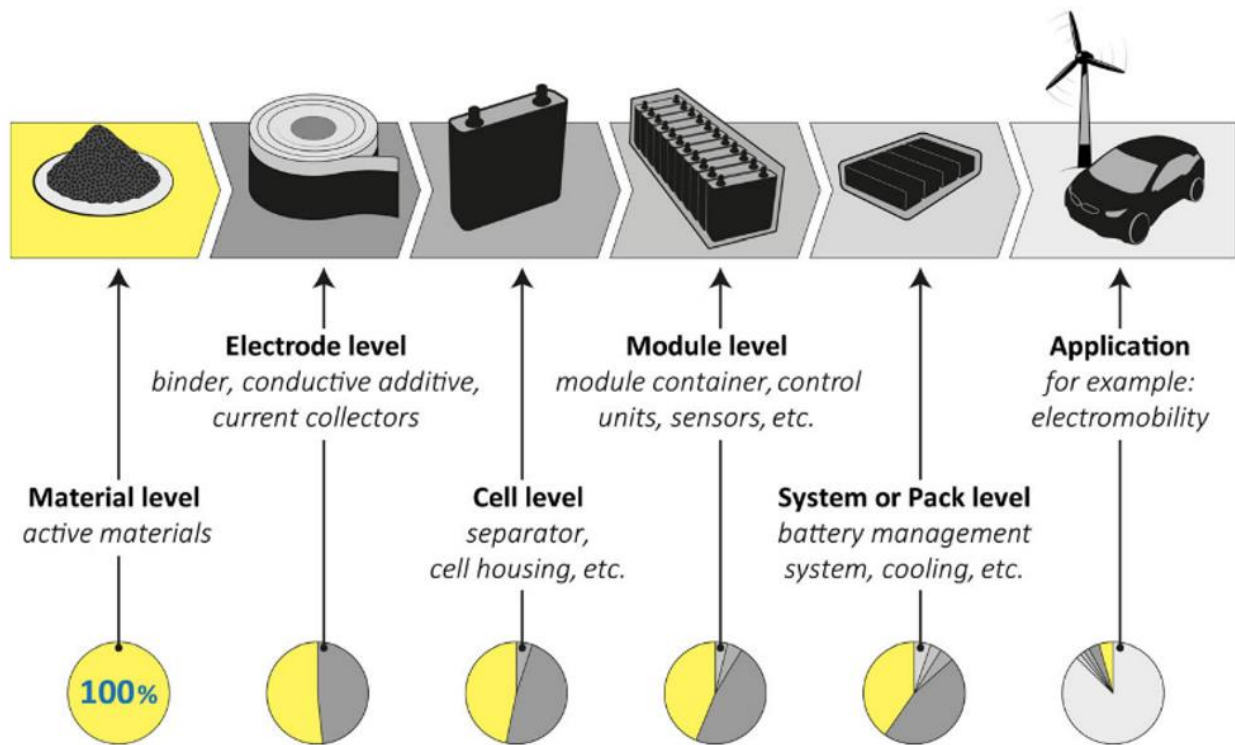 Electrode level
binder, conductive additive,
current collectors
Module level
module container, control
units, sensors, etc.
Application
for example:
electromobility
Material level
active materials
Cell level
separator,
cell housing, etc.
System or Pack level
battery management
system, cooling, etc.
100%